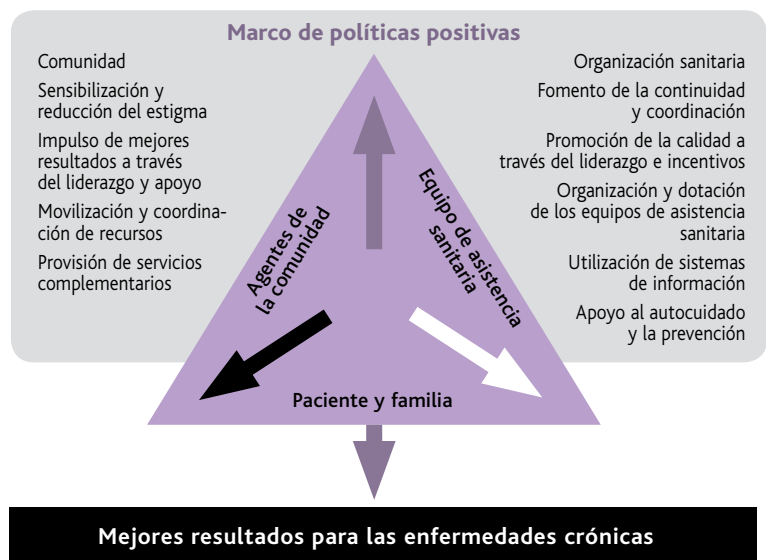 Marco de políticas positivas
Comunidad
Sensibilización y
reducción del estigma
Impulso de mejores
resultados a través
del liderazgo y apoyo
Movilización y coordina-
ción de recursos
Provisión de servicios
complementarios
Agentes de
la comunidad
Equipo de asistencia
sanitaria
Paciente y familia
Organización sanitaria
Fomento de la continuidad
y coordinación
Promoción de la calidad a
través del liderazgo e incentivos
Organización y dotación
de los equipos de asistencia
sanitaria
Utilización de sistemas
de información
Apoyo al autocuidado
y la prevención
Mejores resultados para las enfermedades crónicas